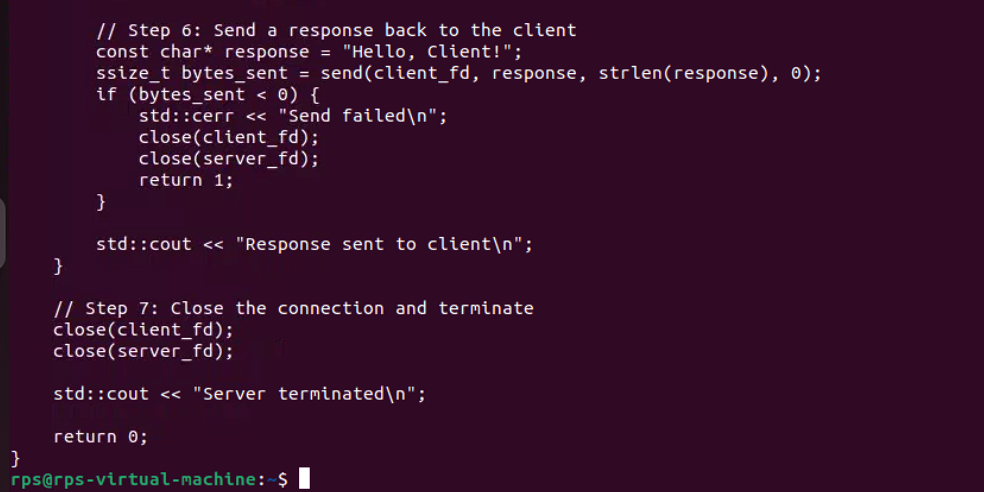 // Step 6: Send a response back to the client
const char* response = "Hello, Client!";
ssize_t bytes_sent = send(client_fd, response, strlen(response), 0);
if (bytes_sent < 0) {
std::cerr << "Send failed\n";
close(client_fd);
close(server_fd);
return 1;
}
std::cout << "Response sent to client\n";
}
// Step 7: Close the connection and terminate
close(client_fd);
close(server_fd);
std::cout << "Server terminated\n";
return 0;
}
rps@rps-virtual-machine:~$